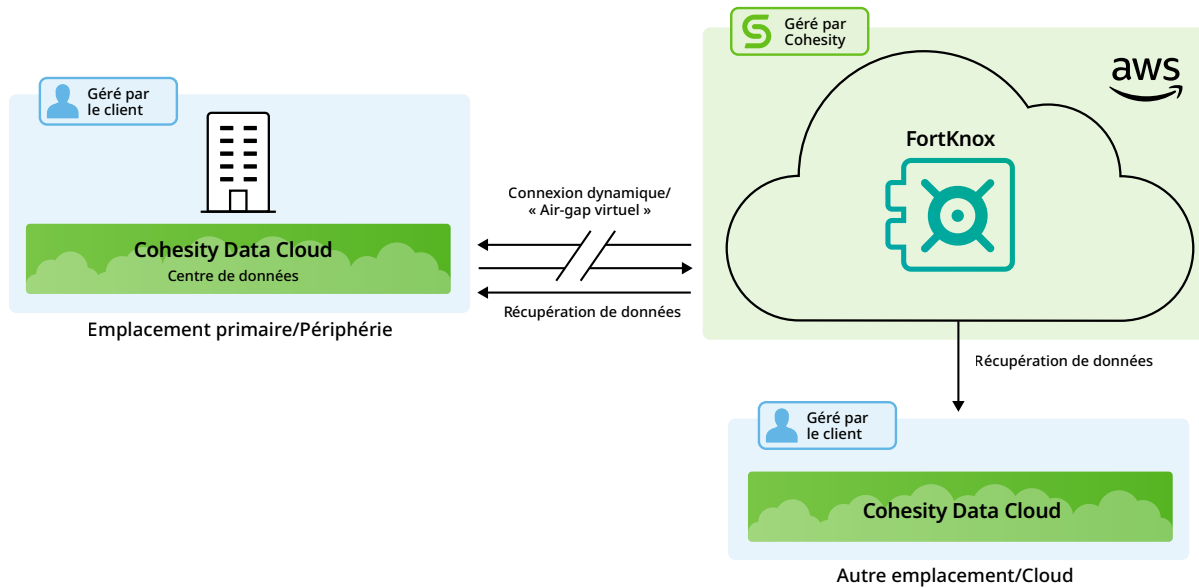 Géré par
Cohesity
aws
Géré par
le client
FortKnox
Connexion dynamique/
« Air-gap virtuel »
Cohesity Data Cloud
Centre de données
Récupération de données
Emplacement primaire/Périphérie
Récupération de données
Géré par
le client
Cohesity Data Cloud
Autre emplacement/Cloud